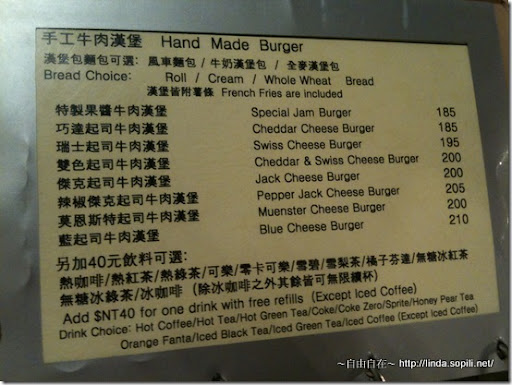 手工牛肉漢堡 Hand Made Burger
漢堡包麵包可選: 風車麵包 / 牛奶漢堡包 / 全麥漢堡包
Bread Choice: Roll / Cream / Whole Wheat Bread
漢堡皆附薯條 French Fries are included
特製果醬牛肉漢堡 Special Jam Burger 185
巧達起司牛肉漢堡 Cheddar Cheese Burger 185
瑞士起司牛肉漢堡 Swiss Cheese Burger 195
雙色起司牛肉漢堡 Cheddar & Swiss Cheese Burger 200
傑克起司牛肉漢堡 Jack Cheese Burger 200
辣椒傑克起司牛肉漢堡 Pepper Jack Cheese Burger 205
莫恩斯特起司牛肉漢堡 Muenster Cheese Burger 200
藍起司牛肉漢堡 Blue Cheese Burger 210
另加40元飲料可選:
熱咖啡/熱紅茶/熱綠茶/可樂/零卡可樂/雪碧/雪梨茶/橘子芬達/無糖冰紅茶
無糖冰綠茶/冰咖啡 (除冰咖啡之外其餘皆可無限續杯)
Add $NT40 for one drink with free refills (Except Iced Coffee)
Drink Choice: Hot Coffee/Hot Tea/Hot Green Tea/Coke/Coke Zero/Sprite/Honey Pear Tea
Orange Fanta/Iced Black Tea/Iced Green Tea/Iced Coffee (Except Iced Coffee)
～自由自在～ http://linda.sopili.net/